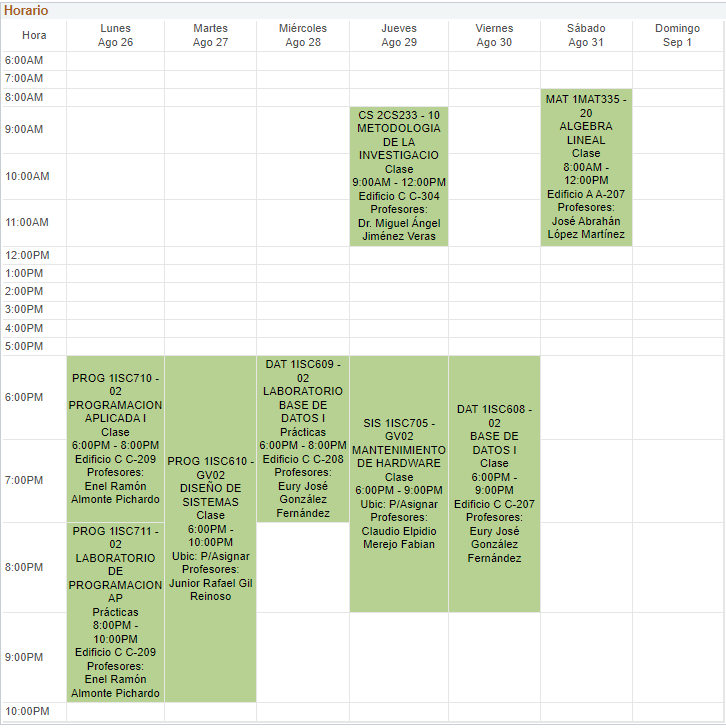 Horario
Hora
Lunes
Ago 26
Martes
Ago 27
Miércoles
Ago 28
Jueves
Ago 29
Viernes
Ago 30
Sábado
Ago 31
Domingo
Sep 1
6:00AM
7:00AM
8:00AM
9:00AM
10:00AM
11:00AM
12:00PM
1:00PM
2:00PM
3:00PM
4:00PM
5:00PM
6:00PM
7:00PM
8:00PM
9:00PM
10:00PM
PROG 1ISC710 -
02
PROGRAMACION
APLICADA I
Clase
6:00PM - 8:00PM
Edificio C C-209
Profesores:
Enel Ramón
Almonte Pichardo
PROG 1ISC711 -
02
LABORATORIO
DE
PROGRAMACION
AP
Prácticas
8:00PM -
10:00PM
Edificio C C-209
Profesores:
Enel Ramón
Almonte Pichardo
PROG 1ISC610 -
GV02
DISEÑO DE
SISTEMAS
Clase
6:00PM -
10:00PM
Ubic: P/Asignar
Profesores:
Junior Rafael Gil
Reinoso
DAT 1ISC609 -
02
LABORATORIO
BASE DE
DATOS I
Prácticas
6:00PM - 8:00PM
Edificio C C-208
Profesores:
Eury José
González
Fernández
CS 2CS233 - 10
METODOLOGIA
DE LA
INVESTIGACIO
Clase
9:00AM - 12:00PM
Edificio C C-304
Profesores:
Dr. Miguel Ángel
Jiménez Veras
SIS 1ISC705 -
GV02
MANTENIMIENTO
DE HARDWARE
Clase
6:00PM - 9:00PM
Ubic: P/Asignar
Profesores:
Claudio Elpidio
Merejo Fabian
DAT 1ISC608 -
02
BASE DE
DATOS I
Clase
6:00PM -
9:00PM
Edificio C C-207
Profesores:
Eury José
González
Fernández
MAT 1MAT335 -
20
ALGEBRA
LINEAL
Clase
8:00AM -
12:00PM
Edificio A A-207
Profesores:
José Abrahán
López Martínez